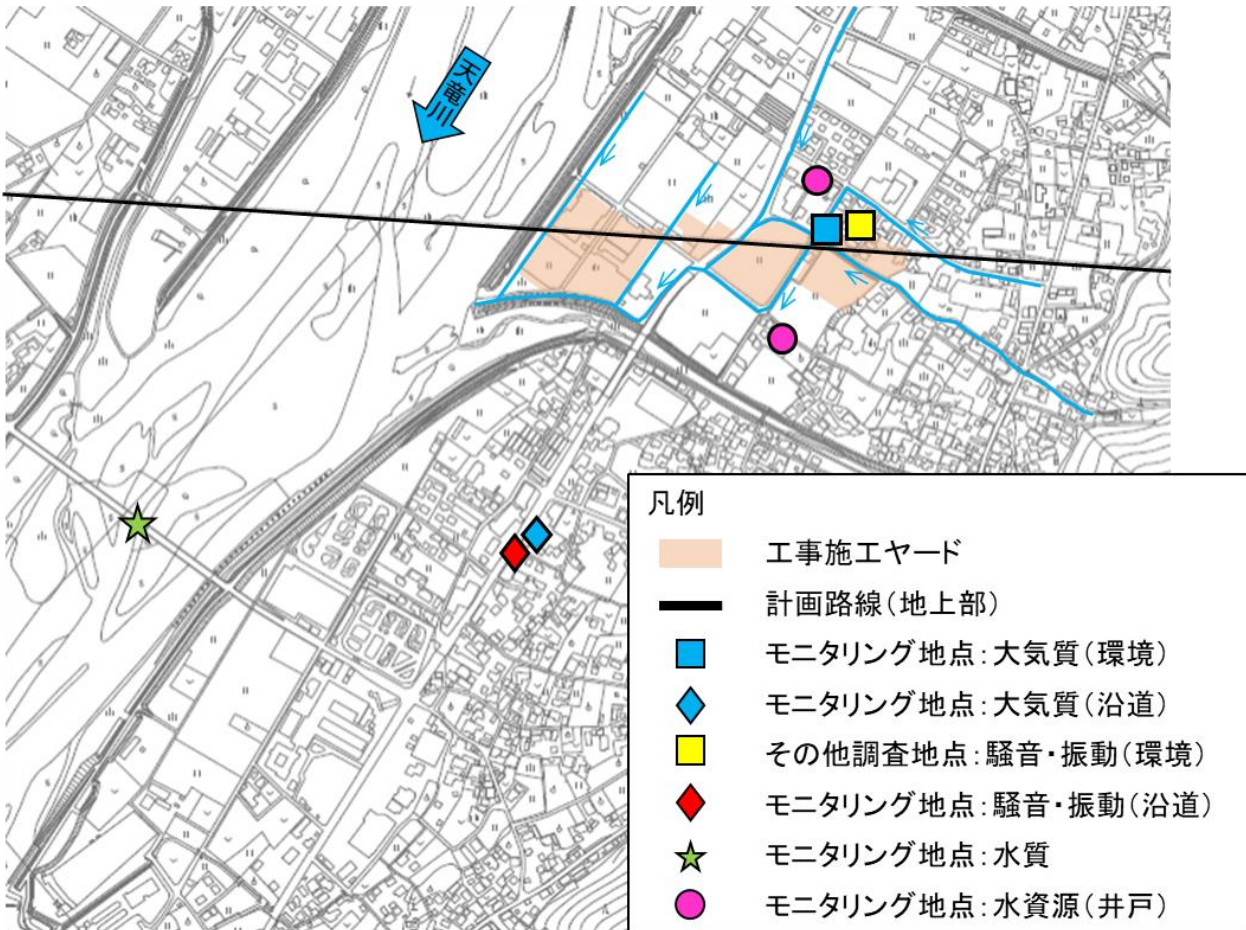 天竜川
凡例
工事施工ヤード
計画路線(地上部)
モニタリング地点:大気質(環境)
モニタリング地点:大気質(沿道)
その他調査地点:騒音・振動(環境)
モニタリング地点:騒音・振動(沿道)
モニタリング地点:水質
モニタリング地点:水資源(井戸)